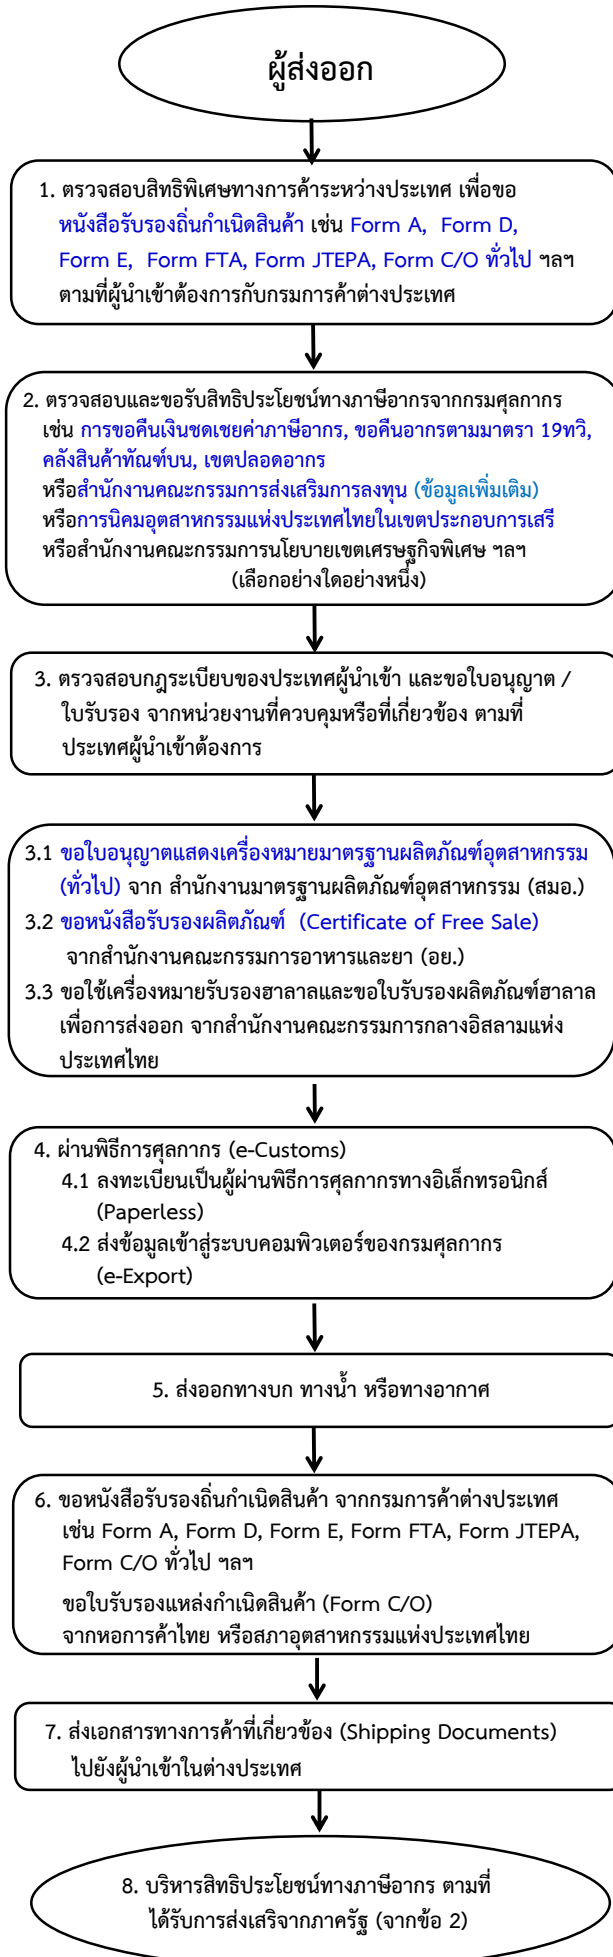 ผู้ส่งออก
1. ตรวจสอบสิทธิพิเศษทางการค้าระหว่างประเทศ เพื่อขอ
หนังสือรับรองถิ่นกำเนิดสินค้า เช่น Form A, Form D,
Form E, Form FTA, Form JTEPA, Form C/O ทั่วไป ฯลฯ
ตามที่ผู้นำเข้าต้องการกับกรมการค้าต่างประเทศ
2. ตรวจสอบและขอรับสิทธิประโยชน์ทางภาษีอากรจากกรมศุลกากร
เช่น การขอคืนเงินชดเชยค่าภาษีอากร, ขอคืนอากรตามมาตรา 19ทวิ,
คลังสินค้าทัณฑ์บน, เขตปลอดอากร
หรือสำนักงานคณะกรรมการส่งเสริมการลงทุน (ข้อมูลเพิ่มเติม)
หรือการนิคมอุตสาหกรรมแห่งประเทศไทยในเขตประกอบการเสรี
หรือสำนักงานคณะกรรมการนโยบายเขตเศรษฐกิจพิเศษ ฯลฯ
(เลือกอย่างใดอย่างหนึ่ง)
3. ตรวจสอบกฎระเบียบของประเทศผู้นำเข้า และขอใบอนุญาต /
ใบรับรอง จากหน่วยงานที่ควบคุมหรือที่เกี่ยวข้อง ตามที่
ประเทศผู้นำเข้าต้องการ
3.1 ขอใบอนุญาตแสดงเครื่องหมายมาตรฐานผลิตภัณฑ์อุตสาหกรรม
(ทั่วไป) จาก สำนักงานมาตรฐานผลิตภัณฑ์อุตสาหกรรม (สมอ.)
3.2 ขอหนังสือรับรองผลิตภัณฑ์ (Certificate of Free Sale)
จากสำนักงานคณะกรรมการอาหารและยา (อย.)
3.3 ขอใช้เครื่องหมายรับรองฮาลาลและขอใบรับรองผลิตภัณฑ์ฮาลาล
เพื่อการส่งออก จากสำนักงานคณะกรรมการกลางอิสลามแห่ง
ประเทศไทย
4. ผ่านพิธีการศุลกากร (e-Customs)
4.1 ลงทะเบียนเป็นผู้ผ่านพิธีการศุลกากรทางอิเล็กทรอนิกส์
(Paperless)
4.2 ส่งข้อมูลเข้าสู่ระบบคอมพิวเตอร์ของกรมศุลกากร
(e-Export)
5. ส่งออกทางบก ทางน้ำ หรือทางอากาศ
6. ขอหนังสือรับรองถิ่นกำเนิดสินค้า จากกรมการค้าต่างประเทศ
เช่น Form A, Form D, Form E, Form FTA, Form JTEPA,
Form C/O ทั่วไป ฯลฯ
ขอใบรับรองแหล่งกำเนิดสินค้า (Form C/O)
จากหอการค้าไทย หรือสภาอุตสาหกรรมแห่งประเทศไทย
7. ส่งเอกสารทางการค้าที่เกี่ยวข้อง (Shipping Documents)
ไปยังผู้นำเข้าในต่างประเทศ
8. บริหารสิทธิประโยชน์ทางภาษีอากร ตามที่
ได้รับการส่งเสริจากภาครัฐ (จากข้อ 2)